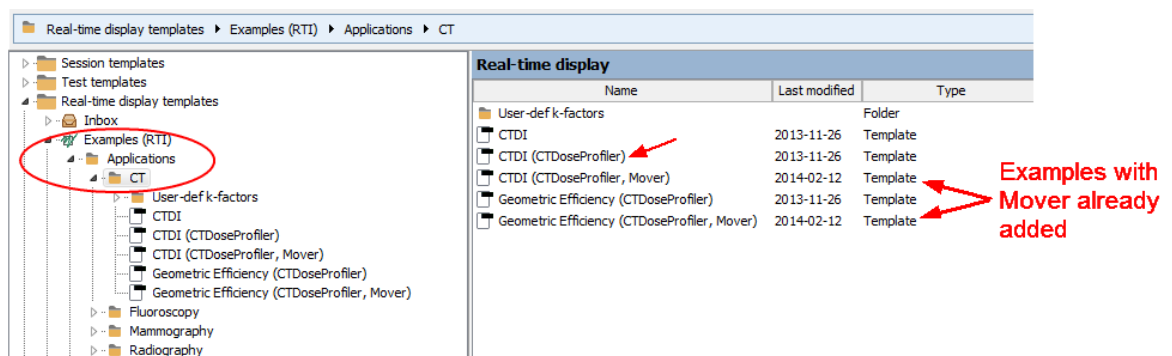 Real-time display templates Examples (RTI) Applications CT
Session templates
Test templates
Real-time display templates
Inbox
Examples (RTI)
Applications
CT
User-def k-factors
CTDI
CTDI (CTDoseProfiler)
CTDI (CTDoseProfiler, Mover)
Geometric Efficiency (CTDoseProfiler)
Geometric Efficiency (CTDoseProfiler, Mover)
Fluoroscopy
Mammography
Radiography
Real-time display
Name Last modified Type
User-def k-factors Folder
CTDI 2013-11-26 Template
CTDI (CTDoseProfiler) 2013-11-26 Template
CTDI (CTDoseProfiler, Mover) 2014-02-12 Template
Geometric Efficiency (CTDoseProfiler) 2013-11-26 Template
Geometric Efficiency (CTDoseProfiler, Mover) 2014-02-12 Template
Examples with
Mover already
added